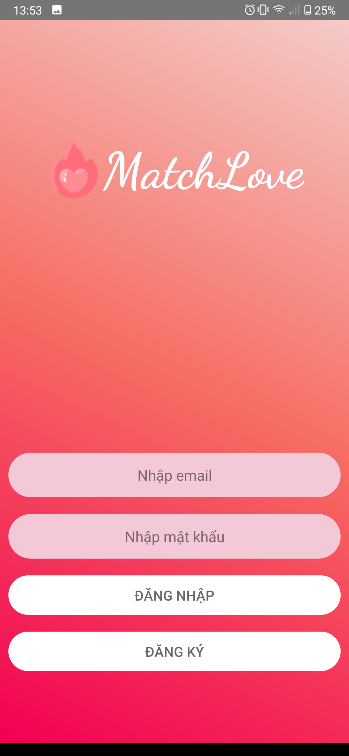 13:53
25%
MatchLove
Nhập email
Nhập mật khẩu
ĐĂNG NHẬP
ĐĂNG KÝ